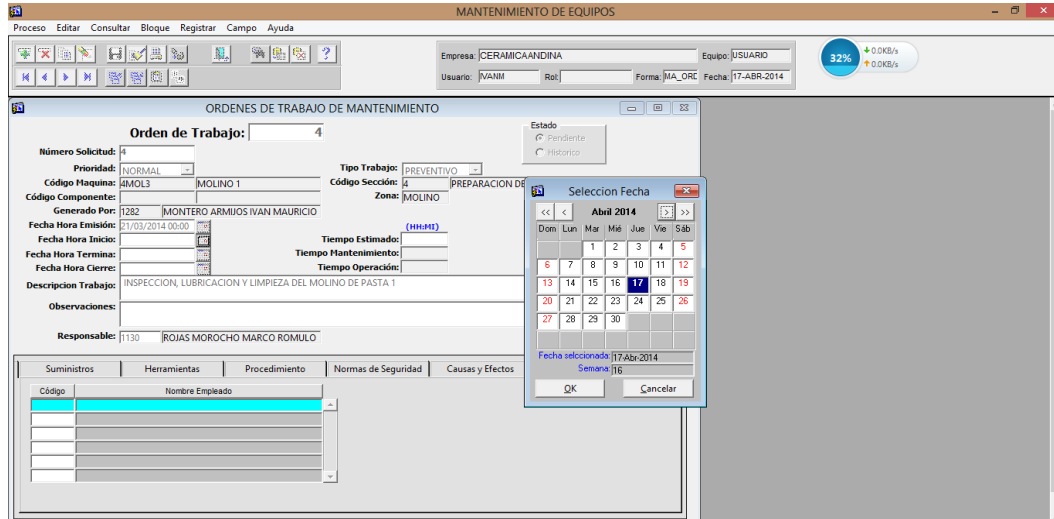 MANTENIMIENTO DE EQUIPOS
Proceso Editar Consultar Bloque Registrar Campo Ayuda
Empresa: CERAMICAANDINA Equipo: USUARIO
Usuario: IVANM Rol: Forma: MA_ORD Fecha: 17-ABR-2014
32% 0.0KB/s
0.0KB/s
ORDENES DE TRABAJO DE MANTENIMIENTO
Orden de Trabajo: 4
Estado
Pendiente
Historico
Número Solicitud: 4
Prioridad: NORMAL Tipo Trabajo: PREVENTIVO
Código Maquina: 4MOL3 MOLINO 1 Código Sección: 4 PREPARACION DE
Código Componente: Zona: MOLINO
Generado Por: 1282 MONTERO ARMIJOS IVAN MAURICIO
Fecha Hora Emisión: 21/03/2014 00:00 (HH:MI)
Fecha Hora Inicio: Tiempo Estimado:
Fecha Hora Termina: Tiempo Mantenimiento:
Fecha Hora Cierre: Tiempo Operación:
Descripcion Trabajo: INSPECCION, LUBRICACION Y LIMPIEZA DEL MOLINO DE PASTA 1
Observaciones:
Responsable: 1130 ROJAS MOROCHO MARCO ROMULO
Suministros Herramientas Procedimiento Normas de Seguridad Causas y Efectos
Código Nombre Empleado
Seleccion Fecha
<< < Abril 2014 > >>
Dom Lun Mar Mié Jue Vie Sáb
1 2 3 4 5
6 7 8 9 10 11 12
13 14 15 16 17 18 19
20 21 22 23 24 25 26
27 28 29 30
Fecha selccionada: 17-Abr-2014
Semana: 16
OK Cancelar